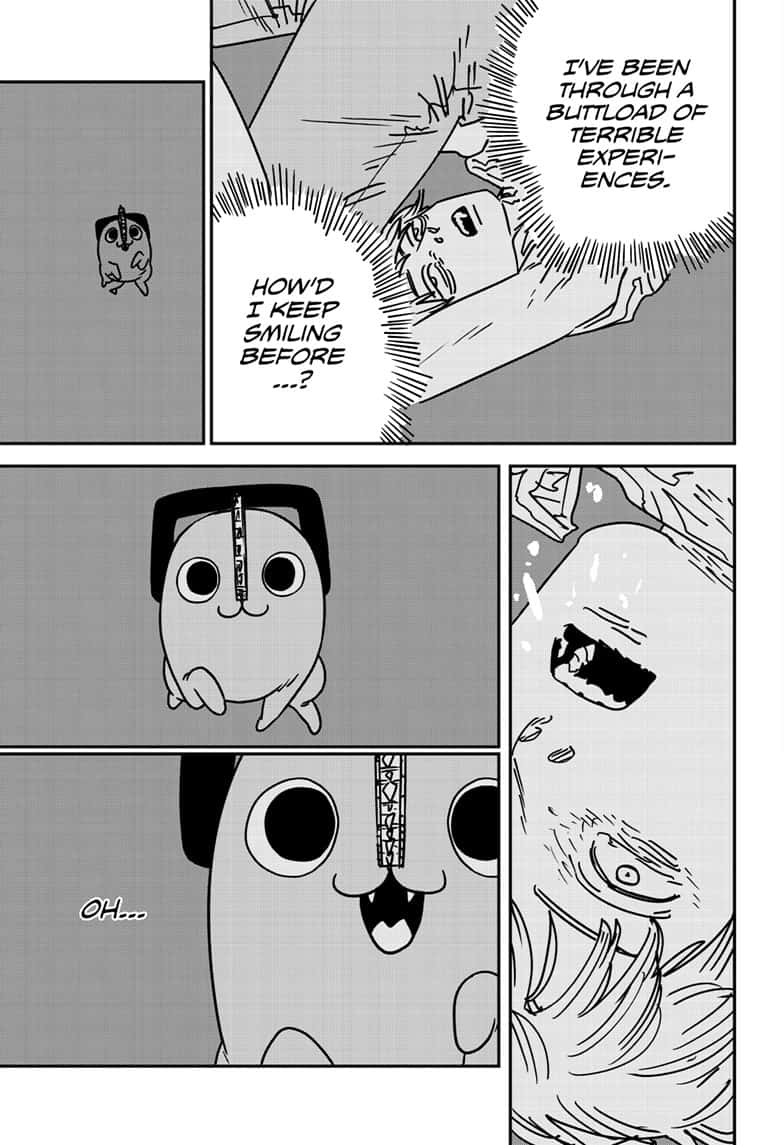 I'VE BEEN
THROUGH A
BUTTLOAD OF
TERRIBLE
EXPERI-
ENCES.
HOW'D
I KEEP
SMILING
BEFORE
...?
OH...